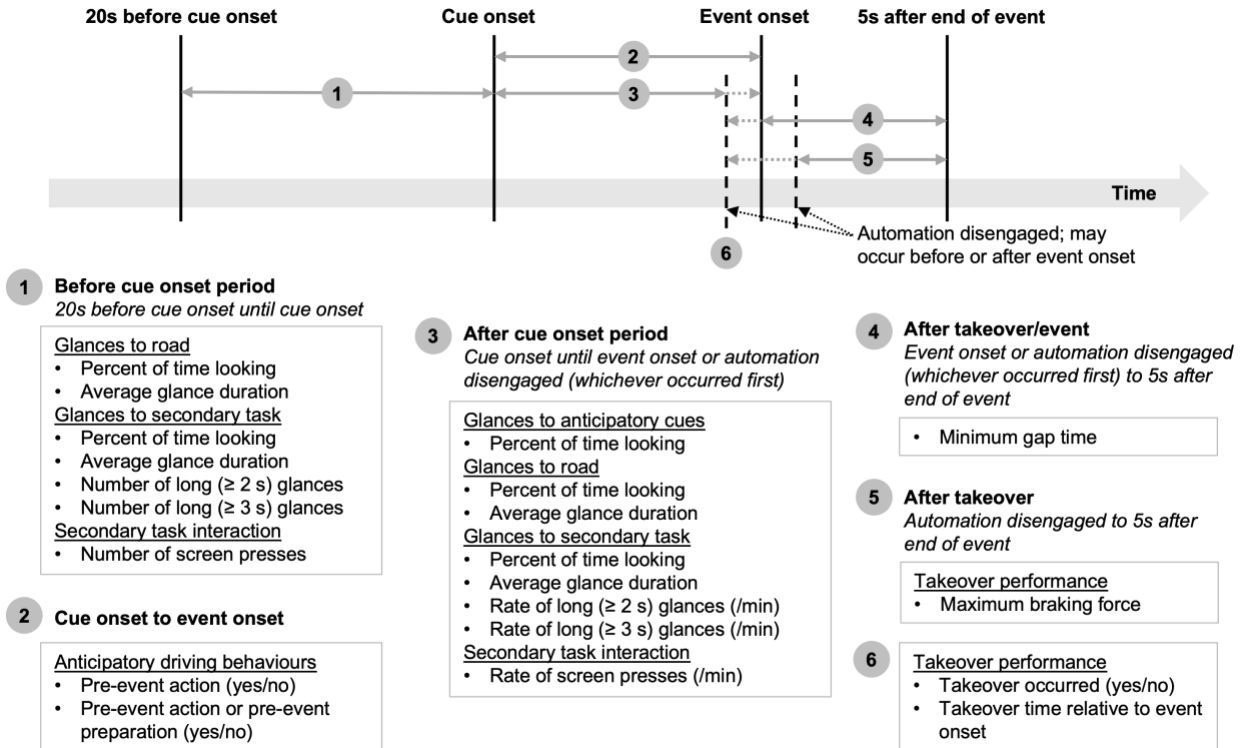 20s before cue onset
Cue onset
Event onset
5s after end of event
2
1
3
4
5
Time
6
Automation disengaged; may
occur before or after event onset
1
Before cue onset period
20s before cue onset until cue onset
Glances to road
• Percent of time looking
• Average glance duration
Glances to secondary task
• Percent of time looking
• Average glance duration
• Number of long (≥ 2 s) glances
• Number of long (≥ 3 s) glances
Secondary task interaction
• Number of screen presses
2
Cue onset to event onset
Anticipatory driving behaviours
• Pre-event action (yes/no)
• Pre-event action or pre-event
preparation (yes/no)
3
After cue onset period
Cue onset until event onset or automation
disengaged (whichever occurred first)
Glances to anticipatory cues
• Percent of time looking
Glances to road
• Percent of time looking
• Average glance duration
Glances to secondary task
• Percent of time looking
• Average glance duration
• Rate of long (≥ 2 s) glances (/min)
• Rate of long (≥ 3 s) glances (/min)
Secondary task interaction
• Rate of screen presses (/min)
4
After takeover/event
Event onset or automation disengaged
(whichever occurred first) to 5s after
end of event
• Minimum gap time
5
After takeover
Automation disengaged to 5s after
end of event
Takeover performance
• Maximum braking force
6
Takeover performance
• Takeover occurred (yes/no)
• Takeover time relative to event
onset